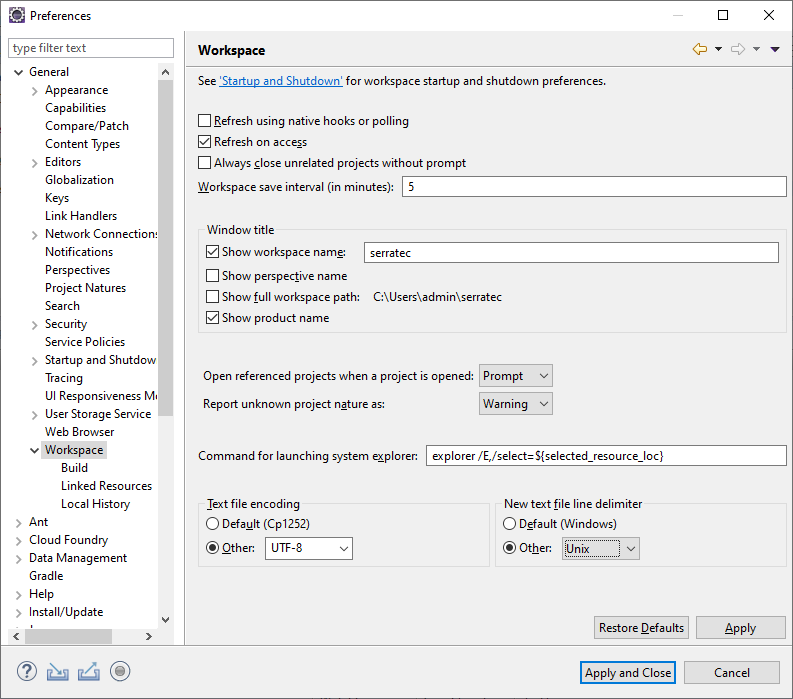 Preferences
type filter text
General
Appearance
Capabilities
Compare/Patch
Content Types
Editors
Globalization
Keys
Link Handlers
Network Connections
Notifications
Perspectives
Project Natures
Search
Security
Service Policies
Startup and Shutdow
Tracing
UI Responsiveness Mo
User Storage Service
Web Browser
Workspace
Build
Linked Resources
Local History
Ant
Cloud Foundry
Data Management
Gradle
Help
Install/Update
Workspace
See 'Startup and Shutdown' for workspace startup and shutdown preferences.
Refresh using native hooks or polling
Refresh on access
Always close unrelated projects without prompt
Workspace save interval (in minutes): 5
Window title
Show workspace name: serratec
Show perspective name
Show full workspace path: C:\Users\admin\serratec
Show product name
Open referenced projects when a project is opened: Prompt
Report unknown project nature as: Warning
Command for launching system explorer: explorer /E,/select=${selected_resource_loc}
Text file encoding
Default (Cp1252)
Other: UTF-8
New text file line delimiter
Default (Windows)
Other: Unix
Restore Defaults Apply
? Apply and Close Cancel